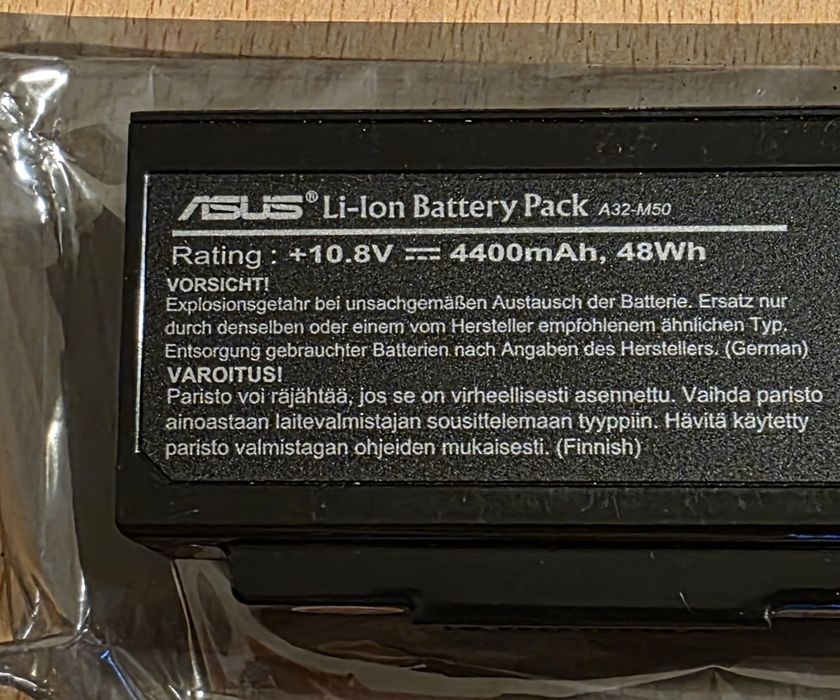 ASUS® Li-Ion Battery Pack A32-M50
Rating : +10.8V ⎓ 4400mAh, 48Wh
VORSICHT!
Explosionsgetahr bei unsachgemäßen Austausch der Batterie. Ersatz nur
durch denselben oder einem vom Hersteller empfohlenem ähnlichen Typ.
Entsorgung gebrauchter Batterien nach Angaben des Herstellers. (German)
VAROITUS!
Paristo voi räjähtää, jos se on virheellisesti asennettu. Vaihda paristo
ainoastaan laitevalmistajan sousittelemaan tyyppiin. Hävitä käytetty
paristo valmistagan ohjeiden mukaisesti. (Finnish)